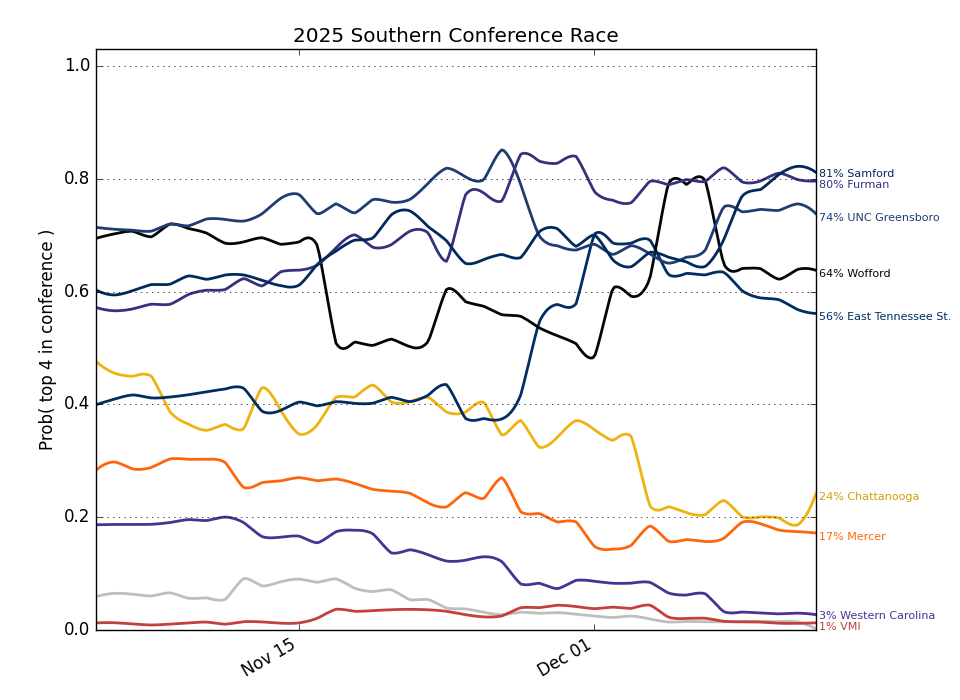 2025 Southern Conference Race
Prob( top 4 in conference )
1.0
0.8
0.6
0.4
0.2
0.0
Nov 15
Dec 01
81% Samford
80% Furman
74% UNC Greensboro
64% Wofford
56% East Tennessee St.
24% Chattanooga
17% Mercer
3% Western Carolina
1% VMI